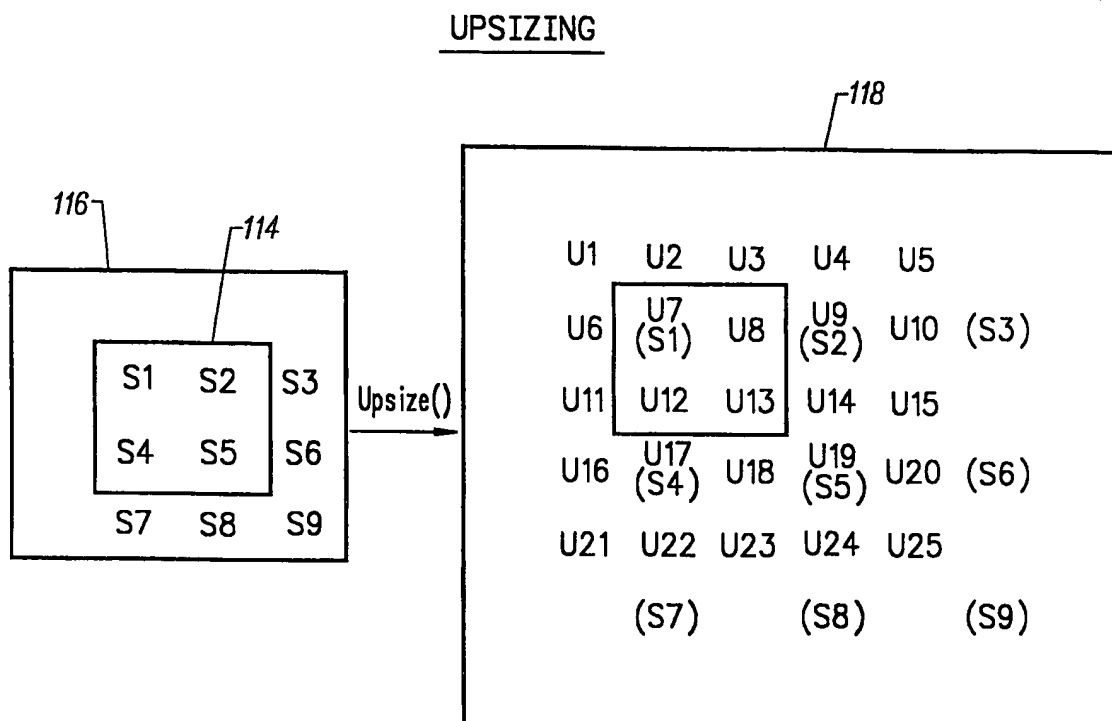 UPSIZING
118
116
114
U1 U2 U3 U4 U5
U6 U7 U8 U9 U10 (S3)
(S1) (S2)
S1 S2 S3
Upsize()
U11 U12 U13 U14 U15
S4 S5 S6
U16 U17 U18 U19 U20 (S6)
(S4) (S5)
S7 S8 S9
U21 U22 U23 U24 U25
(S7) (S8) (S9)